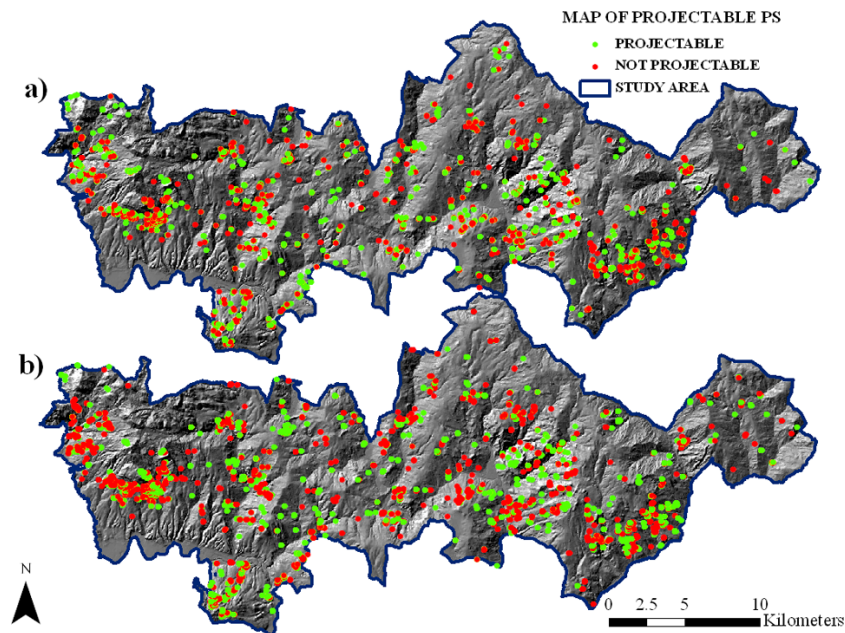 MAP OF PROJECTABLE PS
PROJECTABLE
NOT PROJECTABLE
STUDY AREA
a)
b)
N
0 2.5 5 10
Kilometers